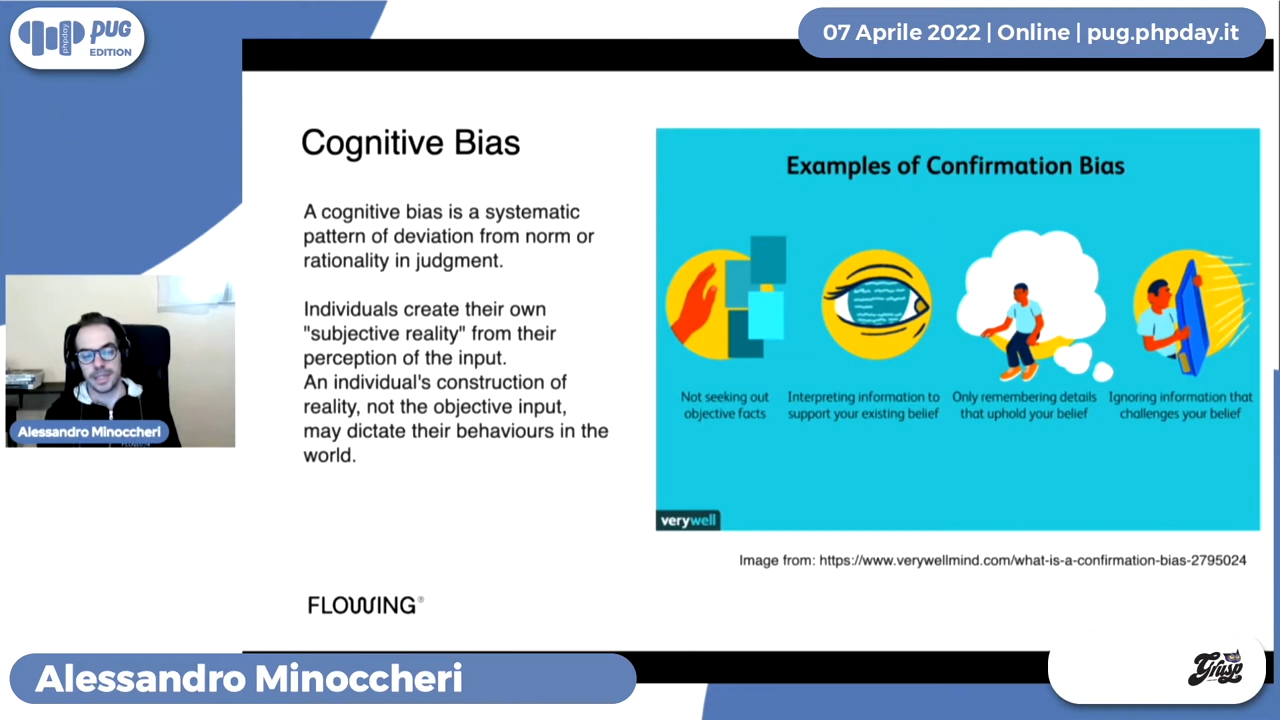 phpday
PUG
EDITION
07 Aprile 2022 | Online | pug.phpday.it
Cognitive Bias
A cognitive bias is a systematic
pattern of deviation from norm or
rationality in judgment.
Individuals create their own
"subjective reality" from their
perception of the input.
An individual's construction of
reality, not the objective input,
may dictate their behaviours in the
world.
Examples of Confirmation Bias
Not seeking out
objective facts
Interpreting information to
support your existing belief
Only remembering details
that uphold your belief
Ignoring information that
challenges your belief
verywell
Image from: https://www.verywellmind.com/what-is-a-confirmation-bias-2795024
FLOWING®
Alessandro Minoccheri
Alessandro Minoccheri
Grusp